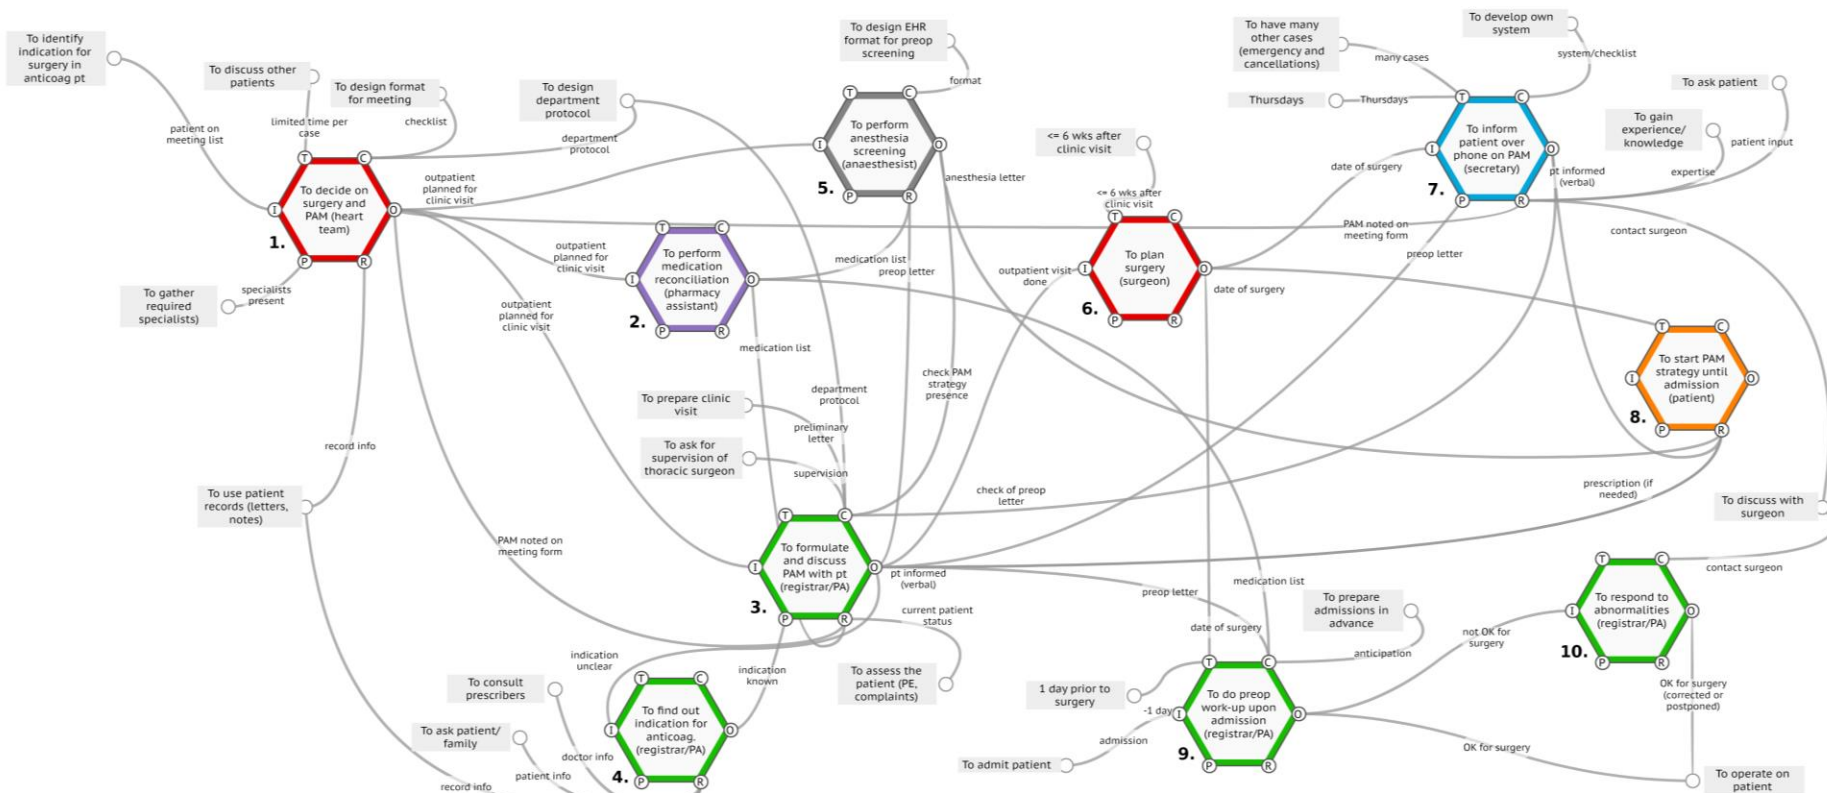 To identify
indication for
surgery in
anticoag pt
To discuss other
patients
To design format
for meeting
To design
department
protocol
patient on
meeting list
limited time per
case
checklist
department
protocol
T
C
I
O
P
R
To decide on
surgery and
PAM (heart
team)
1.
outpatient
planned for
clinic visit
To gather
required
specialists)
specialists
present
record info
To use patient
records (letters,
notes)
To design EHR
format for preop
screening
format
T
C
I
O
P
R
To perform
anesthesia
screening
(anaesthesist)
5.
anesthesia letter
outpatient
planned for
clinic visit
T
C
I
O
P
R
To perform
medication
reconciliation
(pharmacy
assistant)
2.
medication list
preop letter
outpatient
planned for
clinic visit
medication list
check PAM
strategy
presence
department
protocol
To prepare clinic
visit
preliminary
letter
To ask for
supervision of
thoracic surgeon
supervision
<= 6 wks after
clinic visit
<= 6 wks after
clinic visit
T
C
I
O
P
R
To plan
surgery
(surgeon)
6.
outpatient visit
done
date of surgery
date of surgery
To have many
other cases
(emergency and
cancellations)
many cases
To develop own
system
system/checklist
Thursdays
Thursdays
To ask patient
To gain
experience/
knowledge
patient input
expertise
T
C
I
O
P
R
To inform
patient over
phone on PAM
(secretary)
7.
pt informed
(verbal)
PAM noted on
meeting form
preop letter
contact surgeon
T
C
I
O
P
R
To start PAM
strategy until
admission
(patient)
8.
prescription (if
needed)
To discuss with
surgeon
check of preop
letter
PAM noted on
meeting form
T
C
I
O
P
R
To formulate
and discuss
PAM with pt
(registrar/PA)
3.
pt informed
(verbal)
current patient
status
To assess the
patient (PE,
complaints)
indication
unclear
indication
known
To consult
prescribers
To ask patient/
family
T
C
I
O
P
R
To find out
indication for
anticoag.
(registrar/PA)
4.
doctor info
patient info
record info
preop letter
medication list
date of surgery
To prepare
admissions in
advance
anticipation
1 day prior to
surgery
-1 day
admission
To admit patient
T
C
I
O
P
R
To do preop
work-up upon
admission
(registrar/PA)
9.
not OK for
surgery
OK for surgery
T
C
I
O
P
R
To respond to
abnormalities
(registrar/PA)
10.
contact surgeon
OK for surgery
(corrected or
postponed)
To operate on
patient